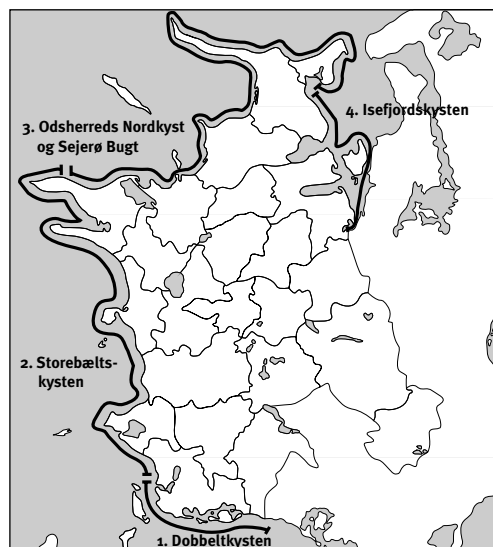 3. Odsherreds Nordkyst
og Sejerø Bugt
4. Isefjordskysten
2. Storebælts-
kysten
1. Dobbeltkysten